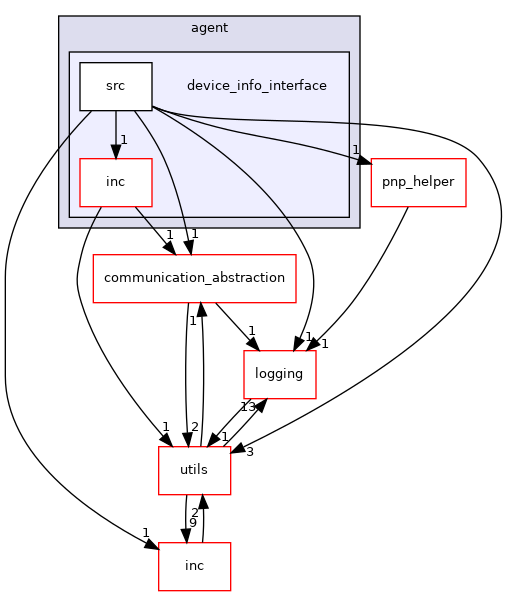 agent
src
device_info_interface
1
1
inc
pnp_helper
1
1
communication_abstraction
1
1
1
1
logging
13
1
2
1
3
utils
2
9
1
inc